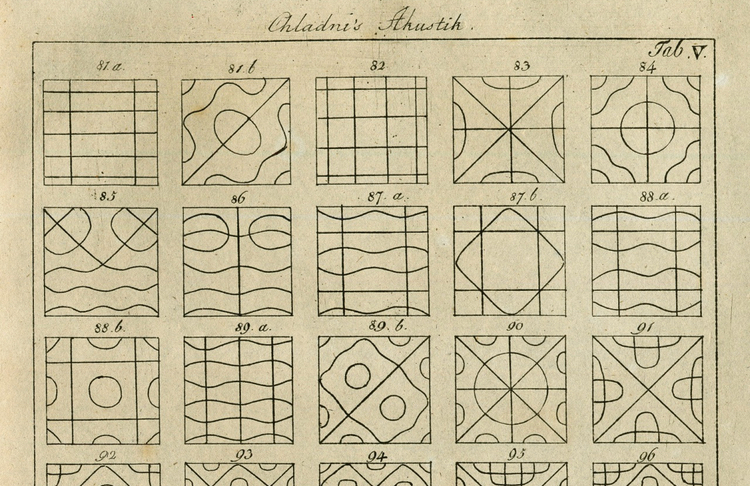 Chladni's Akustik.
Tab. V.
81 a. 81. b 82 83 84
85 86 87. a. 87. b. 88. a.
88. b. 89. a. 89. b. 90 91
92 93 94 95 96